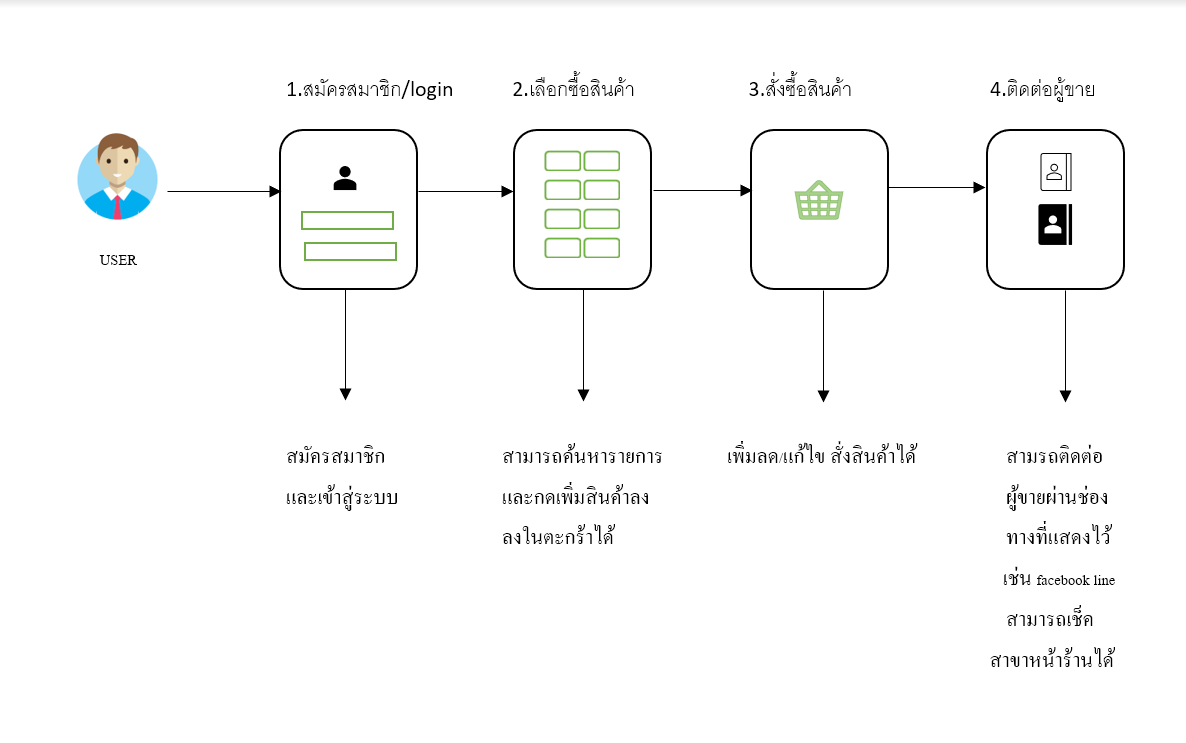 1.สมัครสมาชิก/login
2.เลือกซื้อสินค้า
3.สั่งซื้อสินค้า
4.ติดต่อผู้ขาย
USER
สมัครสมาชิก
และเข้าสู่ระบบ
สามารถค้นหารายการ
และกดเพิ่มสินค้าลง
ลงในตะกร้าได้
เพิ่มลด/แก้ไข สั่งสินค้าได้
สามรถติดต่อ
ผู้ขายผ่านช่อง
ทางที่แสดงไว้
เช่น facebook line
สามารถเช็ค
สาขาหน้าร้านได้